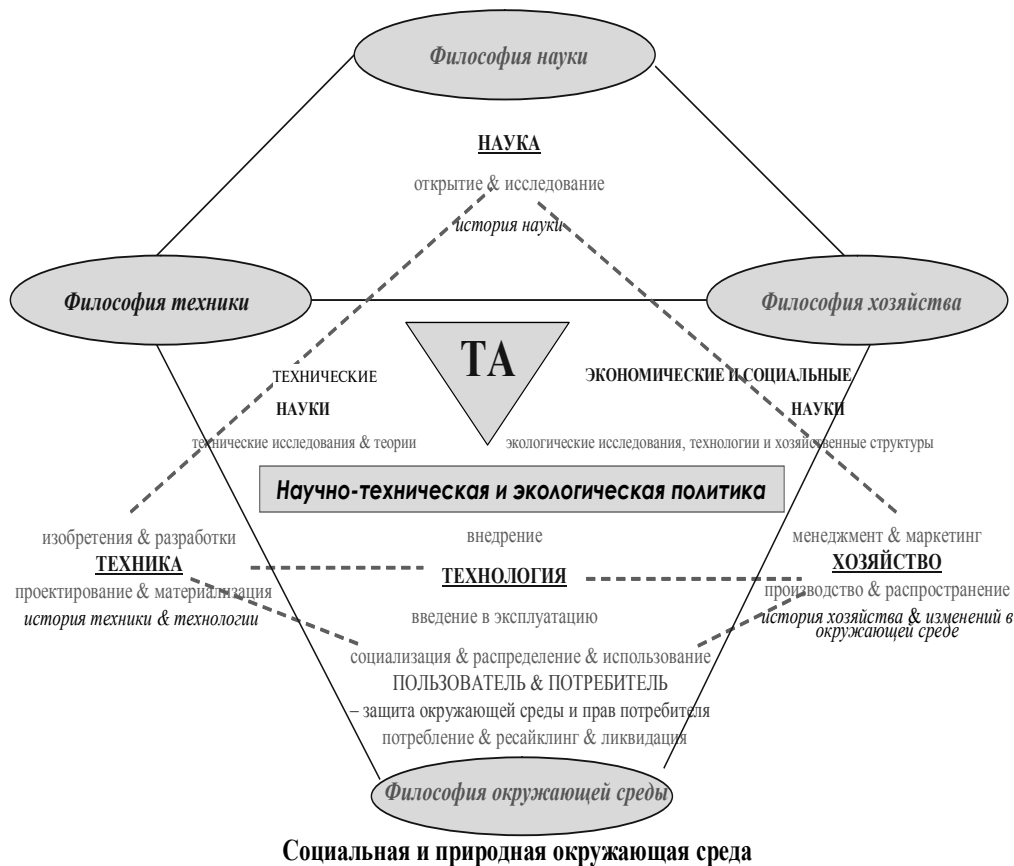 Философия науки
НАУКА
открытие & исследование
история науки
Философия техники
Философия хозяйства
ТА
ТЕХНИЧЕСКИЕ
НАУКИ
технические исследования & теории
ЭКОНОМИЧЕСКИЕ И СОЦИАЛЬНЫЕ
НАУКИ
экологические исследования, технологии и хозяйственные структуры
Научно-техническая и экологическая политика
изобретения & разработки
ТЕХНИКА
проектирование & материализация
история техники & технологии
внедрение
ТЕХНОЛОГИЯ
введение в эксплуатацию
менеджмент & маркетинг
ХОЗЯЙСТВО
производство & распространение
история хозяйства & изменений в
окружающей среде
социализация & распределение & использование
ПОЛЬЗОВАТЕЛЬ & ПОТРЕБИТЕЛЬ
– защита окружающей среды и прав потребителя
потребление & ресайклинг & ликвидация
Философия окружающей среды
Социальная и природная окружающая среда